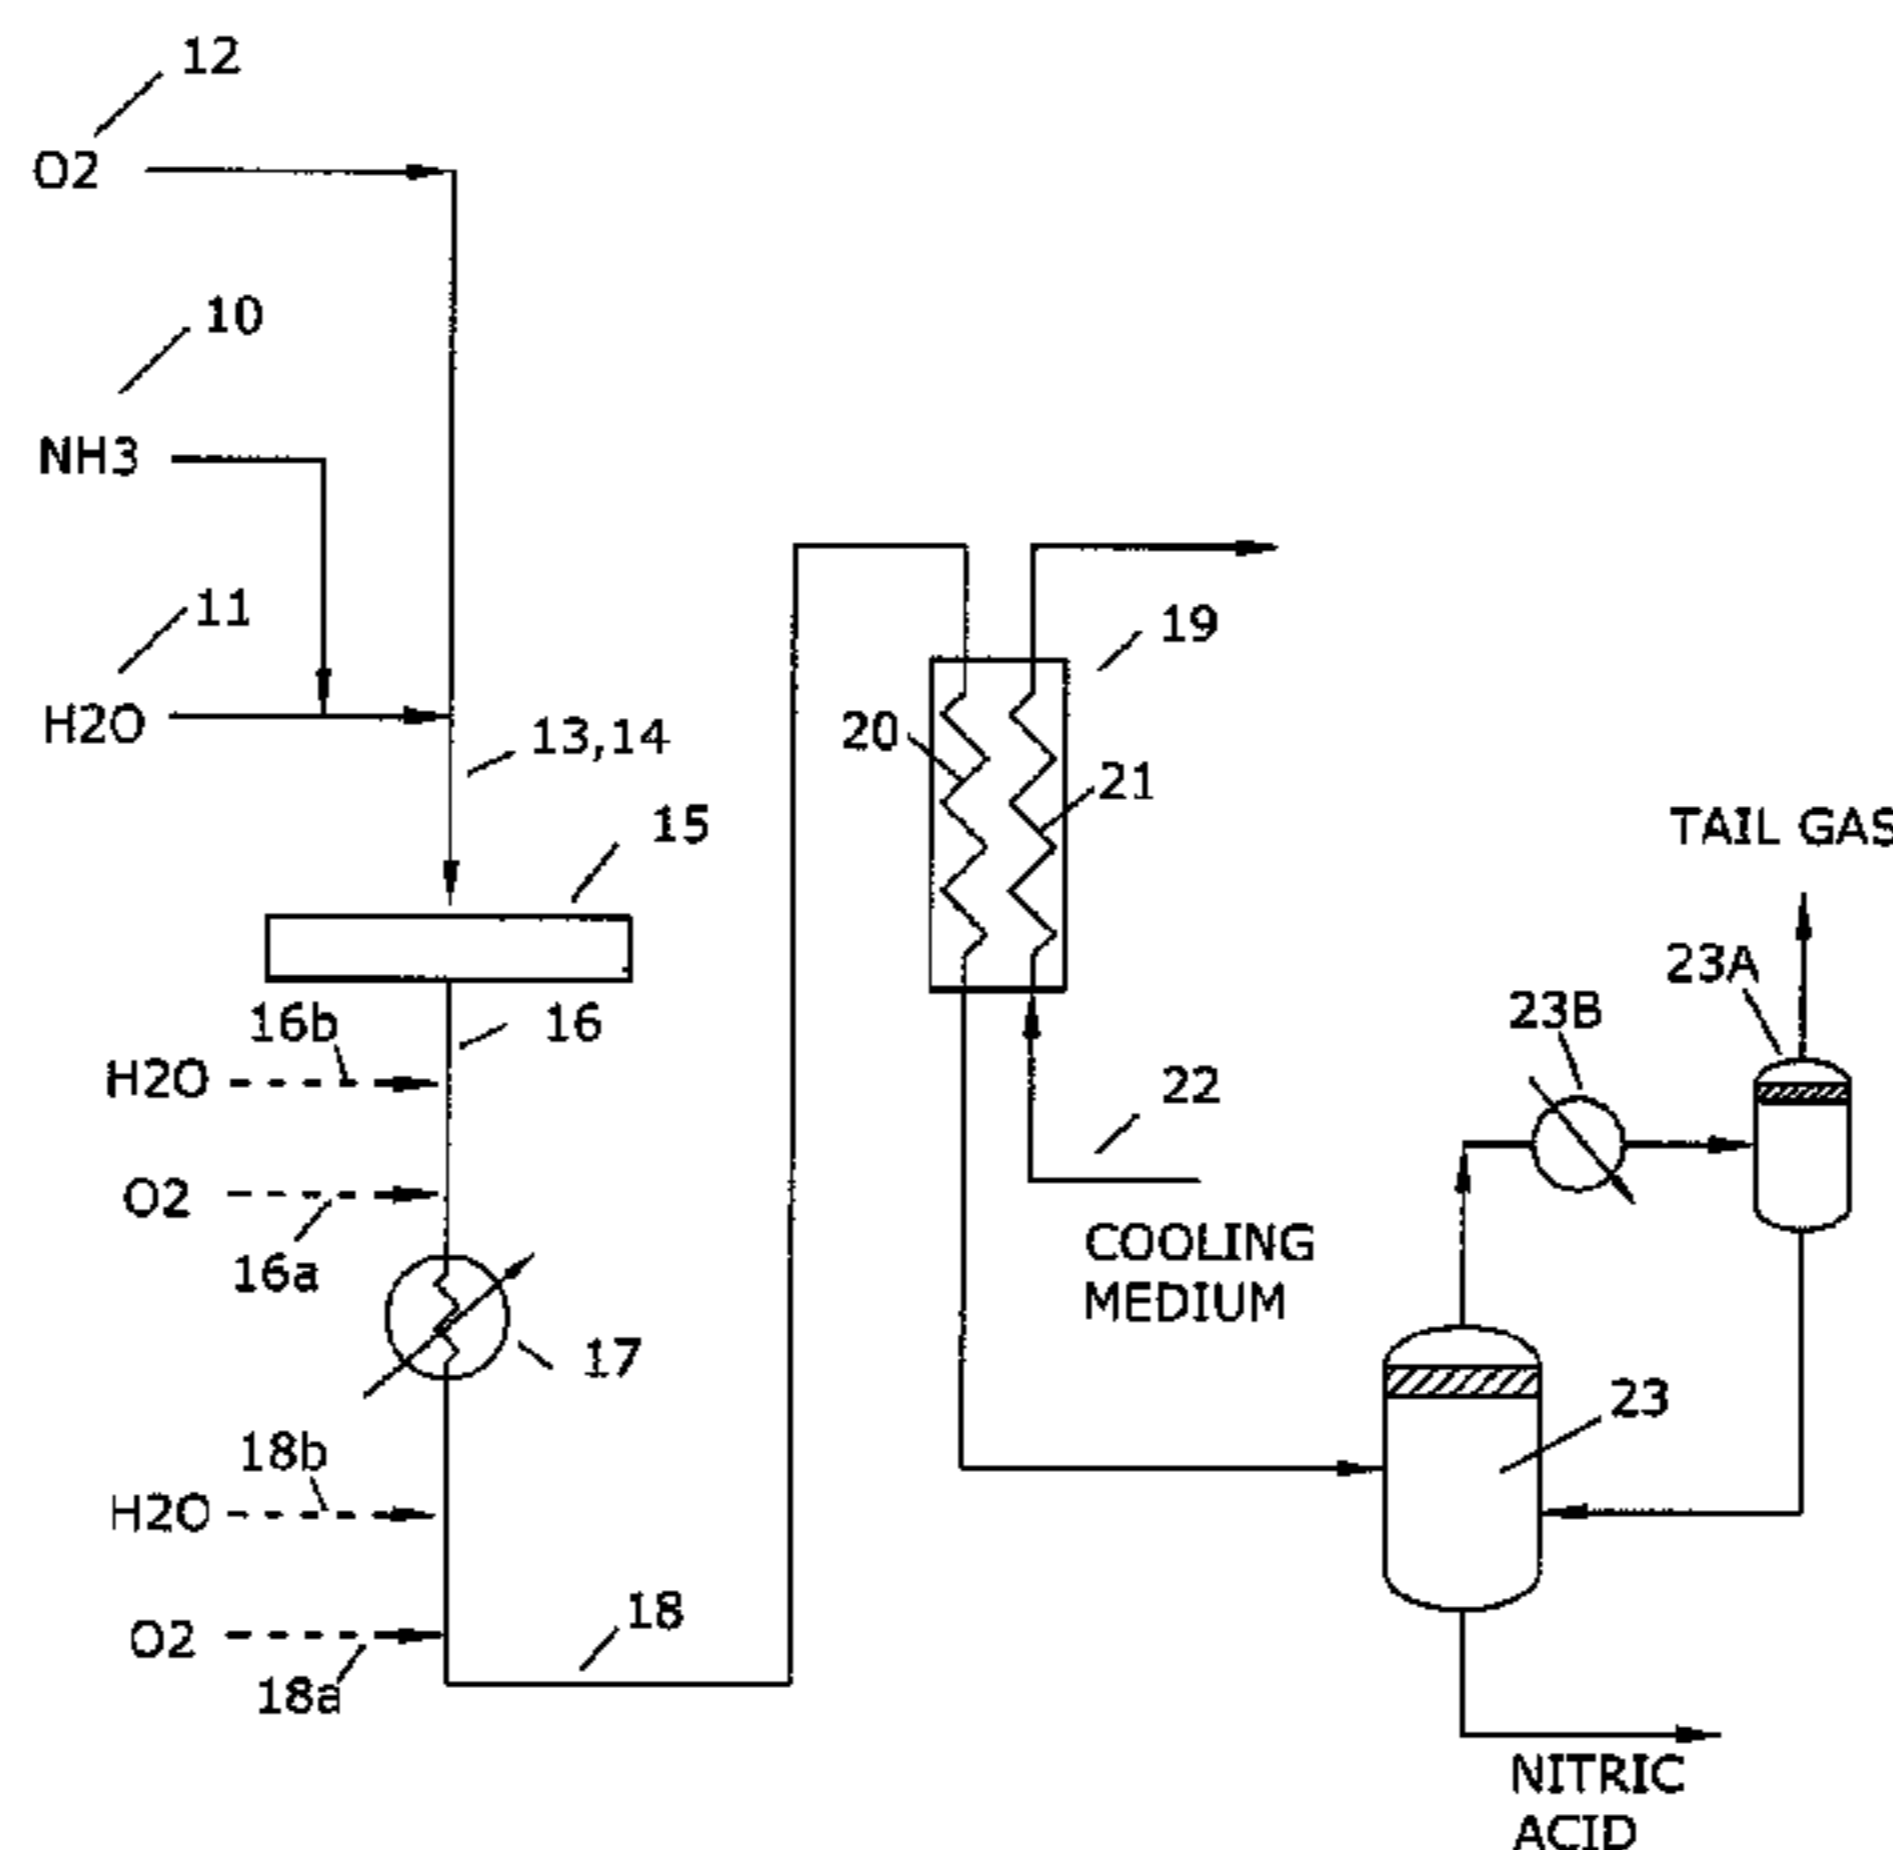 12
O2
10
NH3
11
H2O
13,14
15
16b
16
H2O
O2
16a
17
18b
H2O
18
O2
18a
19
20
21
22
COOLING
MEDIUM
TAIL GAS
23A
23B
23
NITRIC
ACID